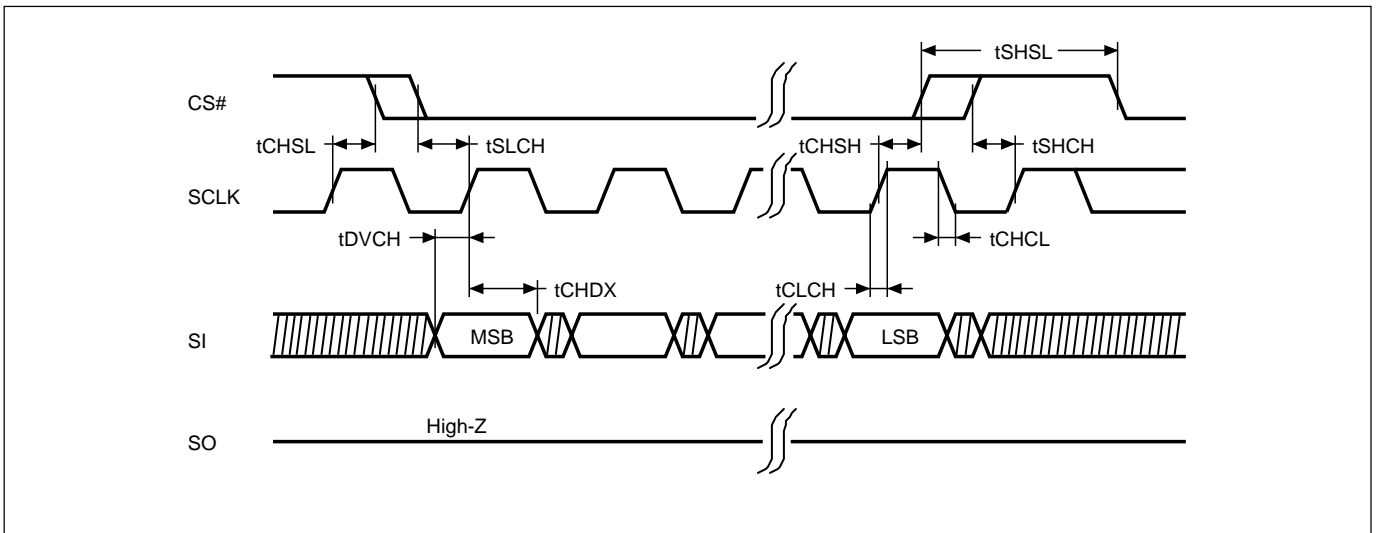 tSHSL
CS#
tCHSL
tSLCH
tCHSH
tSHCH
SCLK
tDVCH
tCHCL
tCHDX
tCLCH
SI
MSB
LSB
High-Z
SO